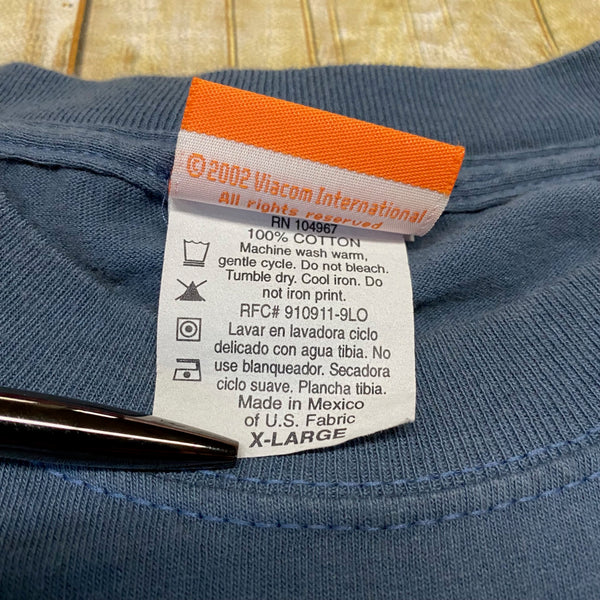 ©2002 Viacom International
All rights reserved
RN 104967
100% COTTON
Machine wash warm,
gentle cycle. Do not bleach.
Tumble dry. Cool iron. Do
not iron print.
RFC# 910911-9LO
Lavar en lavadora ciclo
delicado con agua tibia. No
use blanqueador. Secadora
ciclo suave. Plancha tibia.
Made in Mexico
of U.S. Fabric
X-LARGE